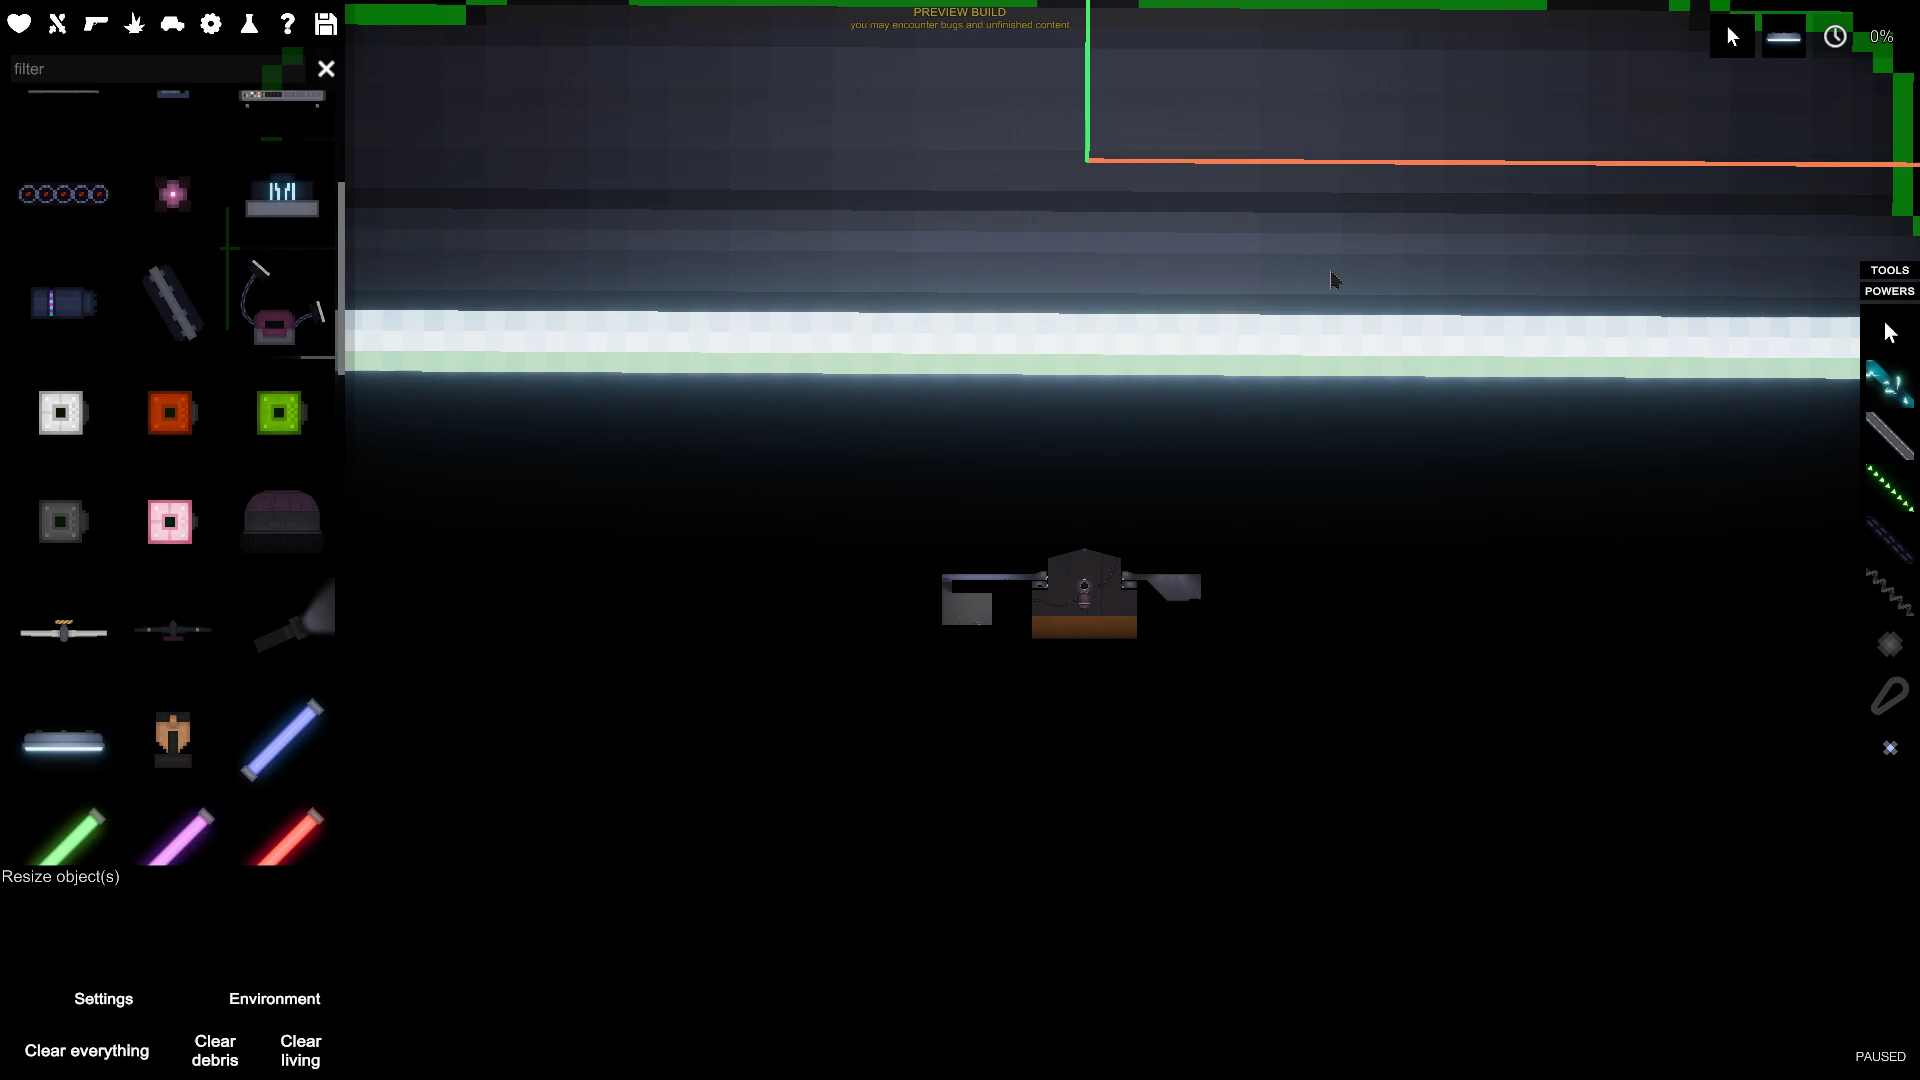 PREVIEW BUILD
you may encounter bugs and unfinished content
0%
filter
TOOLS
POWERS
Resize object(s)
Settings
Environment
Clear everything
Clear
debris
Clear
living
PAUSED